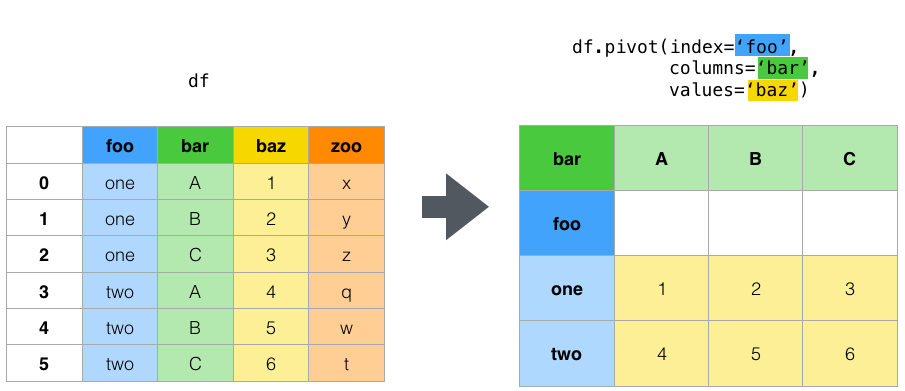 df
foo bar baz zoo
0 one A 1 x
1 one B 2 y
2 one C 3 z
3 two A 4 q
4 two B 5 w
5 two C 6 t
df.pivot(index=‘foo’,
columns=‘bar’,
values=‘baz’)
bar A B C
foo
one 1 2 3
two 4 5 6